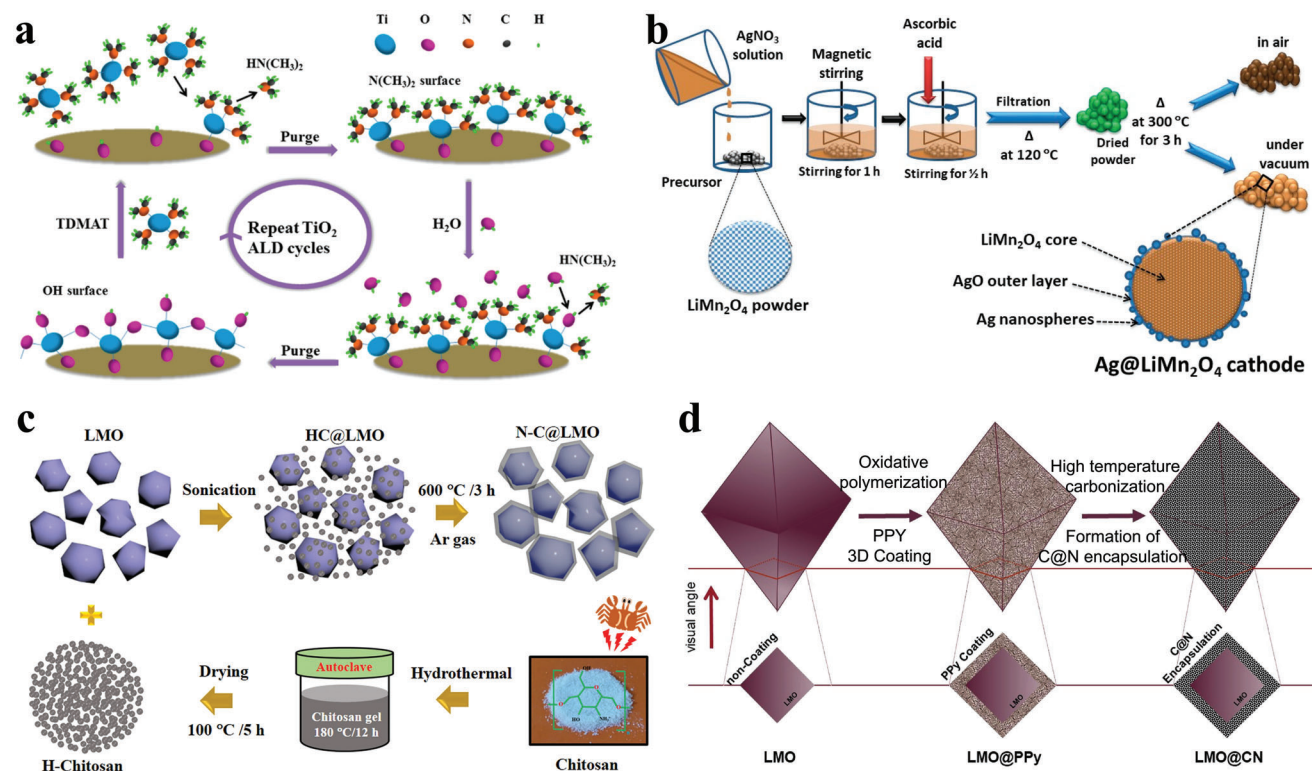 a
Ti O N C H
HN(CH₃)₂
N(CH₃)₂ surface
Purge
TDMAT
Repeat TiO₂
ALD cycles
H₂O
HN(CH₃)₂
OH surface
Purge
b
AgNO₃
solution
Magnetic
stirring
Ascorbic
acid
in air
Filtration
Δ
at 120 °C
Dried
powder
Δ
at 300 °C
for 3 h
under
vacuum
Precursor
Stirring for 1 h
Stirring for ½ h
LiMn₂O₄ powder
LiMn₂O₄ core
AgO outer layer
Ag nanospheres
Ag@LiMn₂O₄ cathode
c
LMO
HC@LMO
N-C@LMO
Sonication
600 °C /3 h
Ar gas
Drying
100 °C /5 h
Autoclave
Chitosan gel
180 °C/12 h
Hydrothermal
OH
O
O
HO
NH₂
H-Chitosan
Chitosan
d
Oxidative
polymerization
PPY
3D Coating
High temperature
carbonization
Formation of
C@N encapsulation
visual angle
non-Coating
LMO
PPy Coating
LMO
C@N
Encapsulation
LMO
LMO
LMO@PPy
LMO@CN